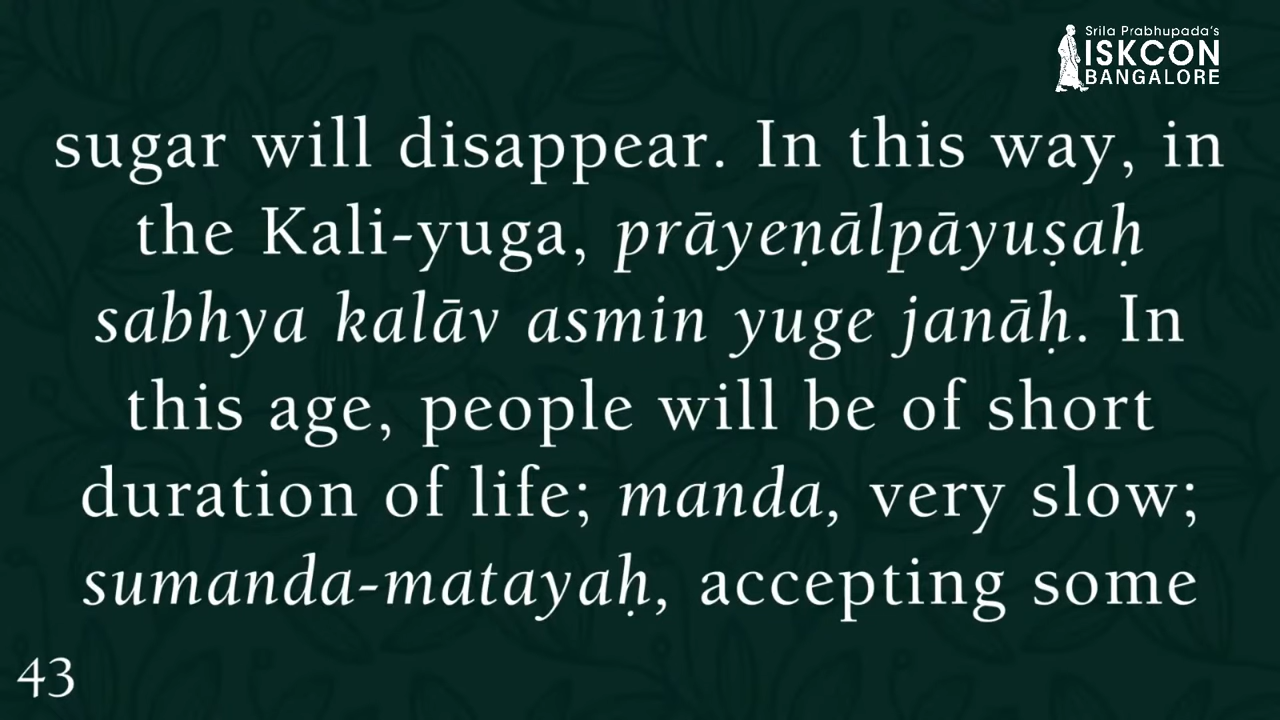 Srila Prabhupada's
ISKCON
BANGALORE
sugar will disappear. In this way, in
the Kali-yuga, prāyeṇālpāyuṣaḥ
sabhya kalāv asmin yuge janāḥ. In
this age, people will be of short
duration of life; manda, very slow;
sumanda-matayaḥ, accepting some
43